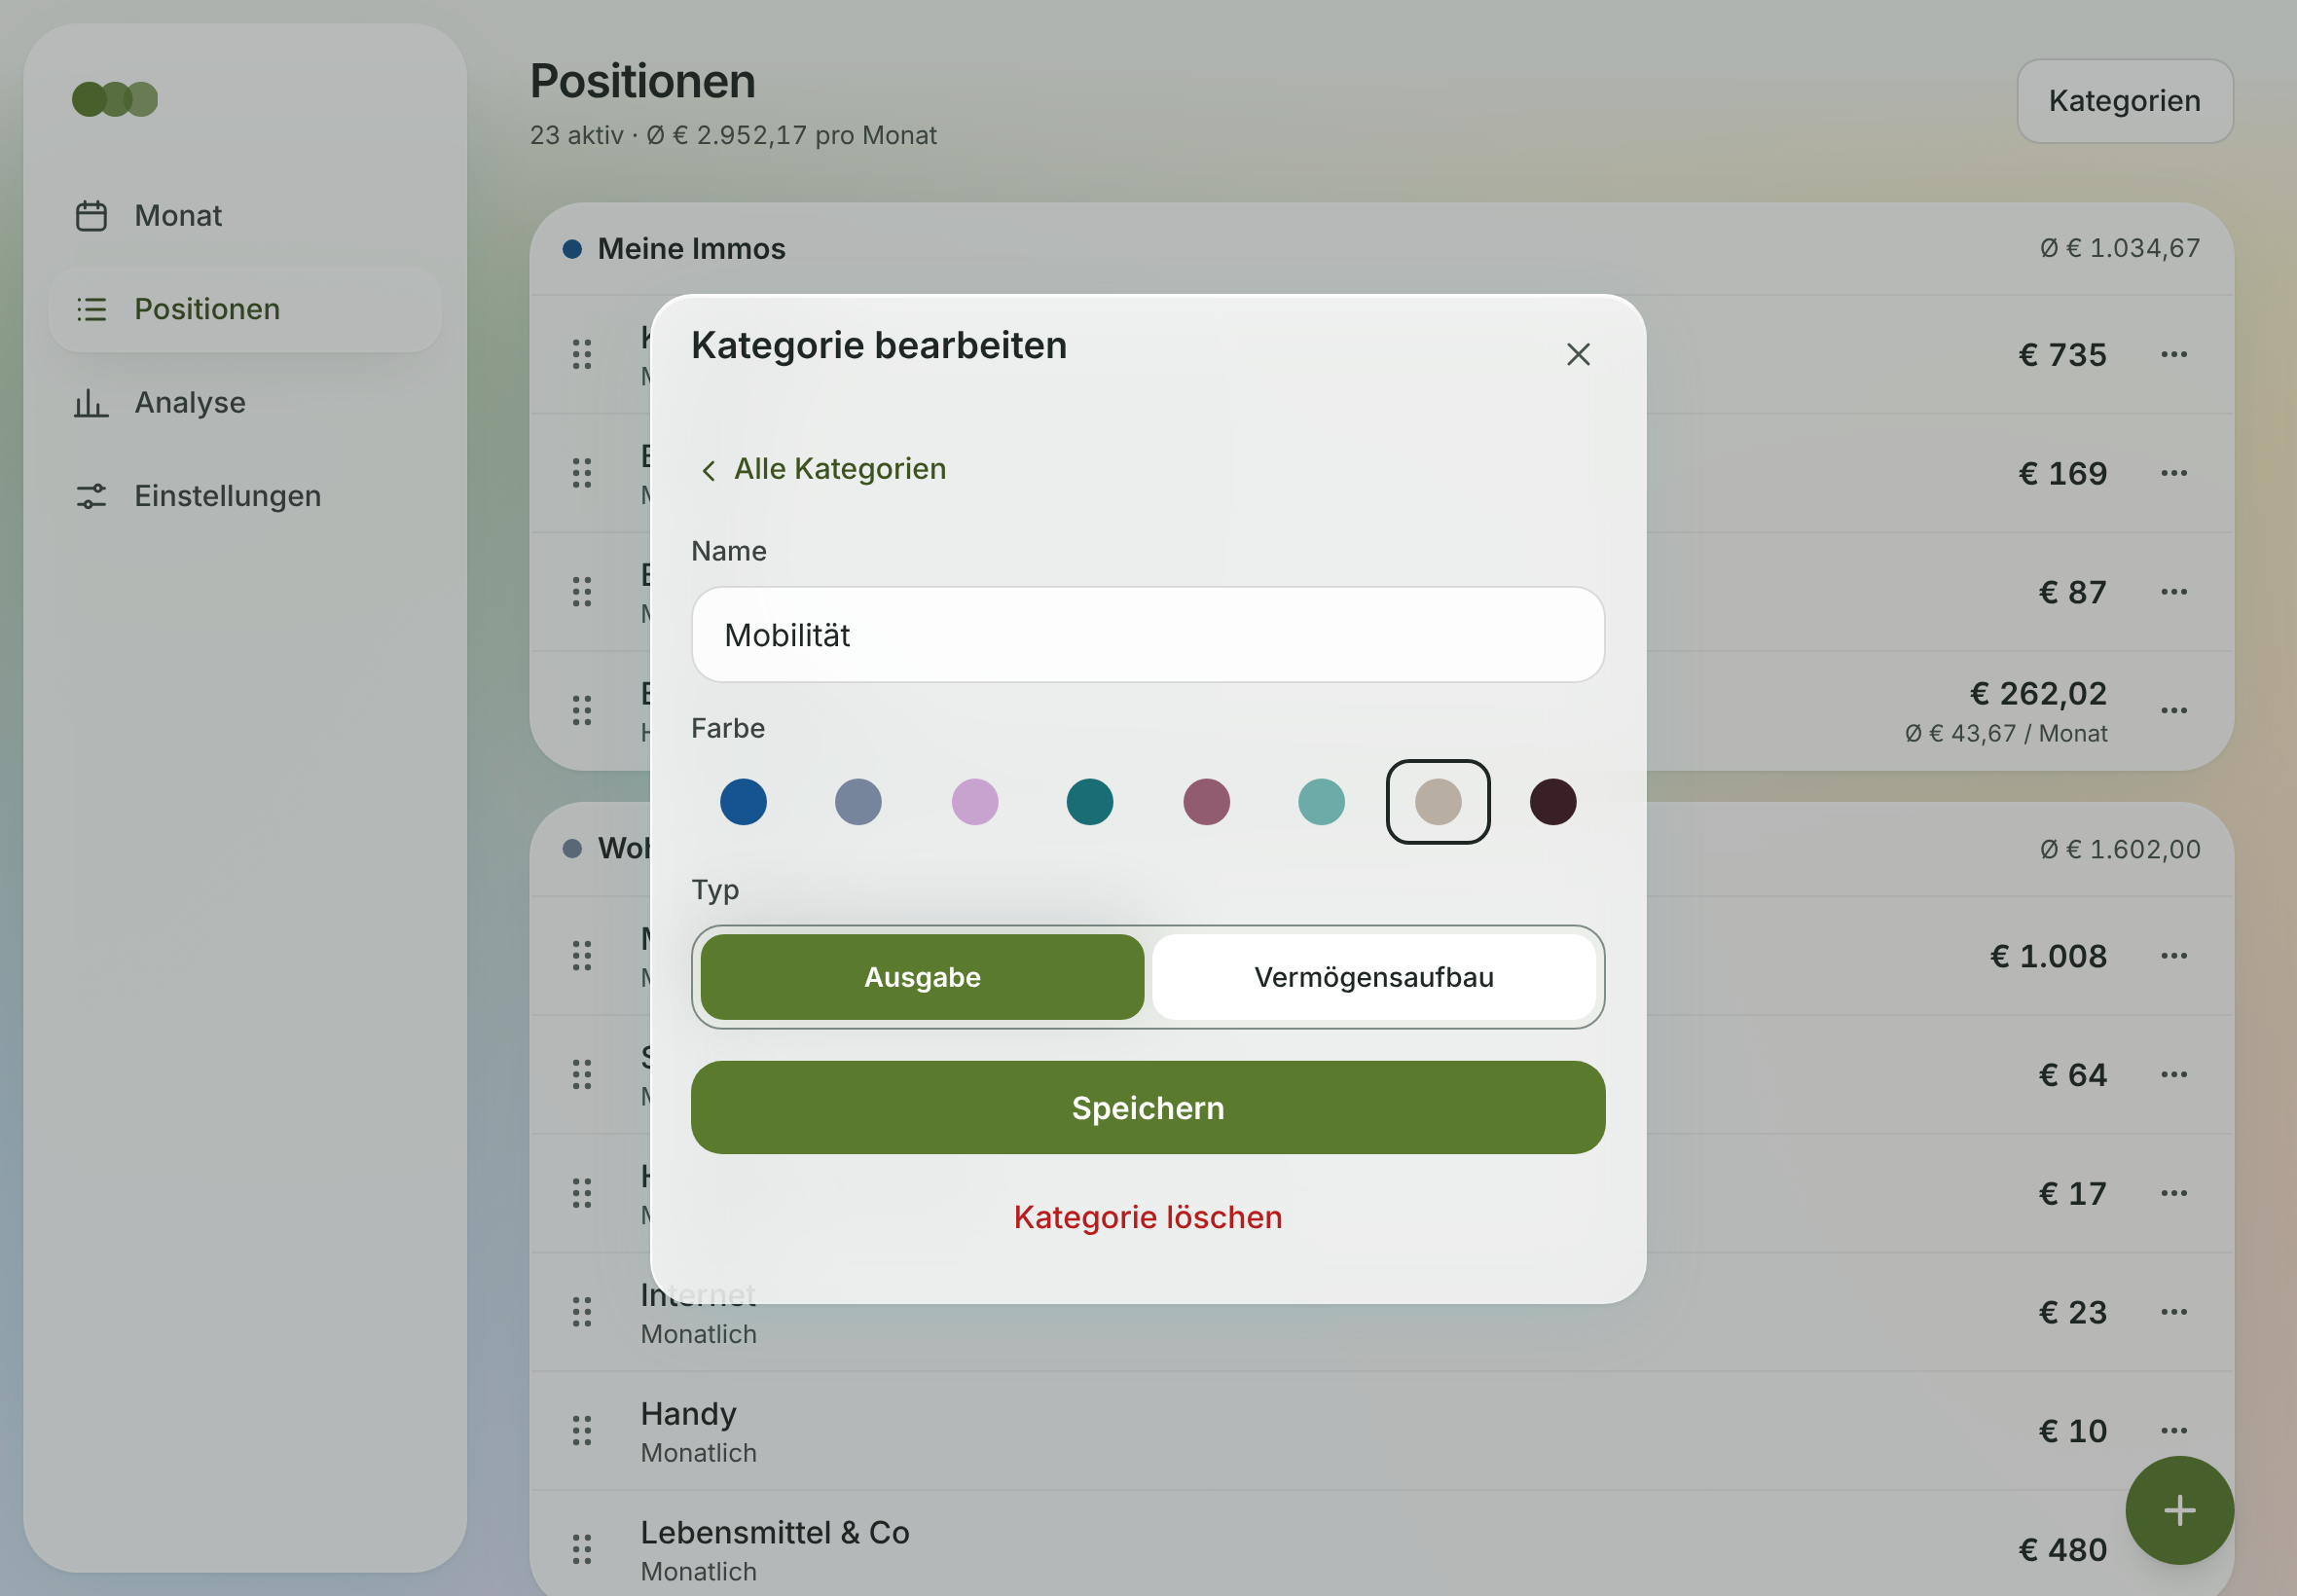 Positionen
23 aktiv · Ø € 2.952,17 pro Monat
Kategorien
Monat
Positionen
Analyse
Einstellungen
Meine Immos
Ø € 1.034,67
€ 735
€ 169
€ 87
€ 262,02
Ø € 43,67 / Monat
Kategorie bearbeiten
Alle Kategorien
Name
Mobilität
Farbe
Typ
Ausgabe
Vermögensaufbau
Speichern
Kategorie löschen
Ø € 1.602,00
€ 1.008
€ 64
€ 17
Internet
Monatlich
€ 23
Handy
Monatlich
€ 10
Lebensmittel & Co
Monatlich
€ 480